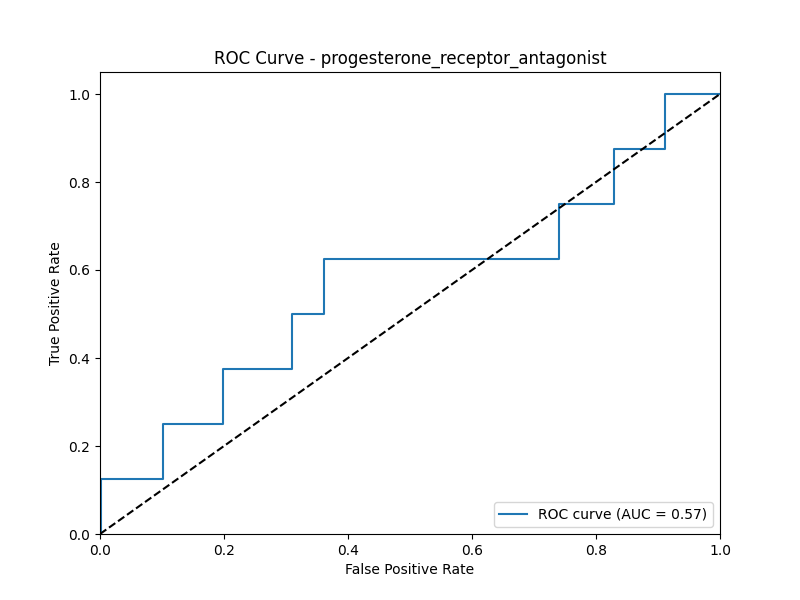 ROC Curve - progesterone_receptor_antagonist
True Positive Rate
1.0
0.8
0.6
0.4
0.2
0.0
0.0 0.2 0.4 0.6 0.8 1.0
False Positive Rate
ROC curve (AUC = 0.57)